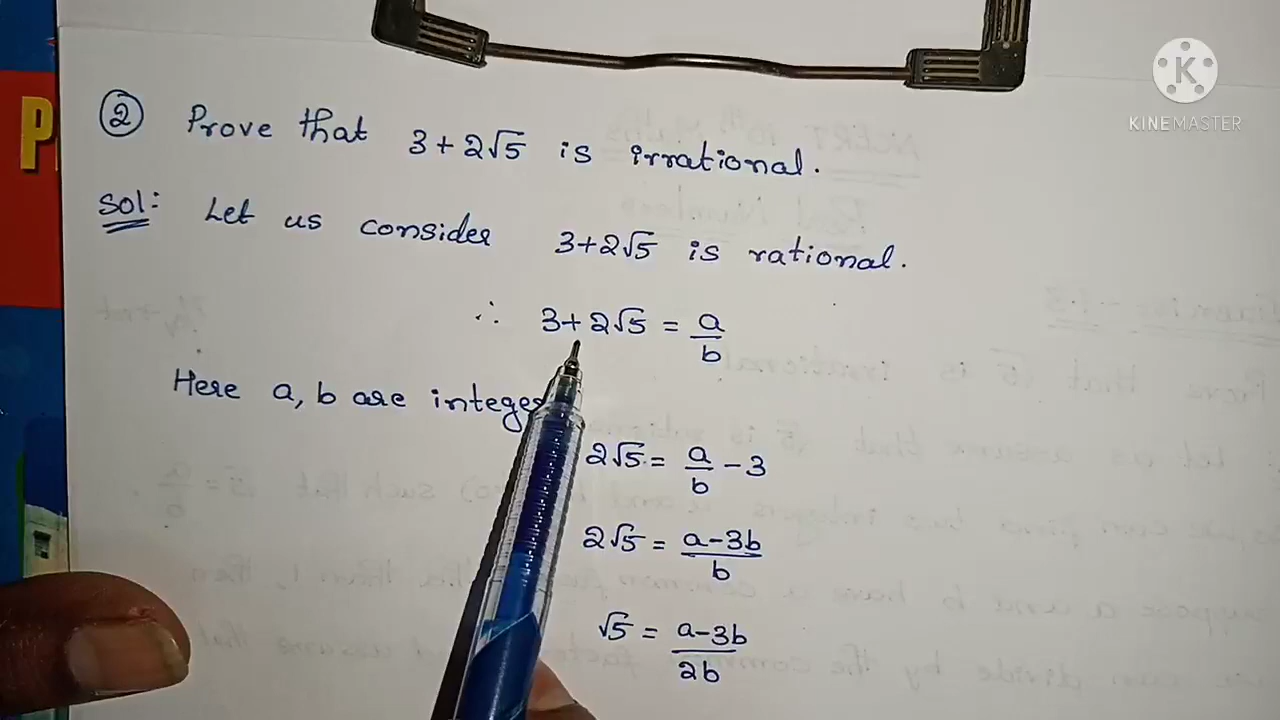 P
K
KINEMASTER
② Prove that 3+2√5 is irrational.
Sol: Let us consider 3+2√5 is rational.
∴ 3+2√5 = a/b
Here a, b are intege
2√5 = a/b - 3
2√5 = a-3b/b
√5 = a-3b/2b